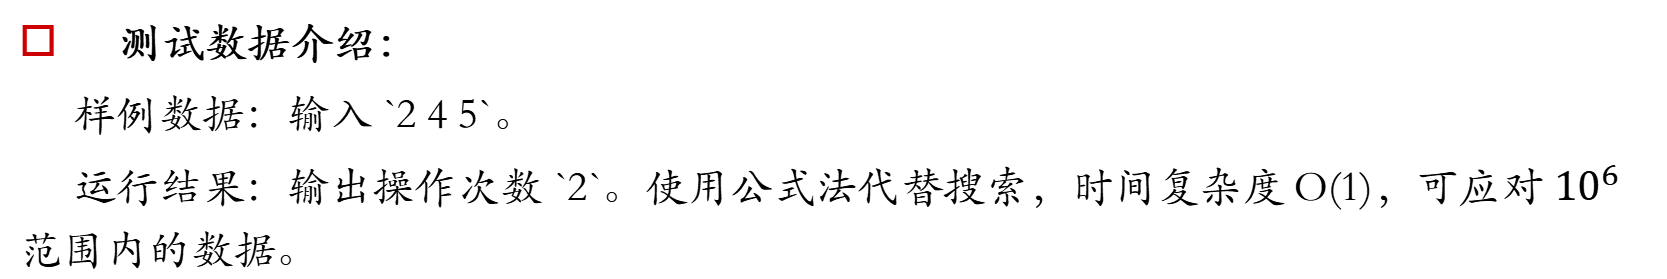 测试数据介绍：
样例数据：输入 `2 4 5`。
运行结果：输出操作次数 `2`。使用公式法代替搜索，时间复杂度 O(1)，可应对 10⁶
范围内的数据。